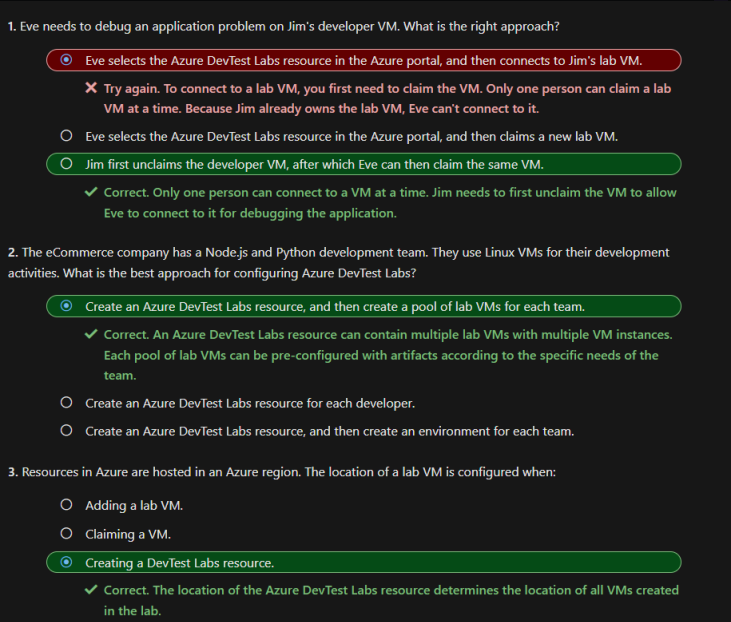 1. Eve needs to debug an application problem on Jim's developer VM. What is the right approach?
Eve selects the Azure DevTest Labs resource in the Azure portal, and then connects to Jim's lab VM.
Try again. To connect to a lab VM, you first need to claim the VM. Only one person can claim a lab
VM at a time. Because Jim already owns the lab VM, Eve can't connect to it.
Eve selects the Azure DevTest Labs resource in the Azure portal, and then claims a new lab VM.
Jim first unclaims the developer VM, after which Eve can then claim the same VM.
Correct. Only one person can connect to a VM at a time. Jim needs to first unclaim the VM to allow
Eve to connect to it for debugging the application.
2. The eCommerce company has a Node.js and Python development team. They use Linux VMs for their development
activities. What is the best approach for configuring Azure DevTest Labs?
Create an Azure DevTest Labs resource, and then create a pool of lab VMs for each team.
Correct. An Azure DevTest Labs resource can contain multiple lab VMs with multiple VM instances.
Each pool of lab VMs can be pre-configured with artifacts according to the specific needs of the
team.
Create an Azure DevTest Labs resource for each developer.
Create an Azure DevTest Labs resource, and then create an environment for each team.
3. Resources in Azure are hosted in an Azure region. The location of a lab VM is configured when:
Adding a lab VM.
Claiming a VM.
Creating a DevTest Labs resource.
Correct. The location of the Azure DevTest Labs resource determines the location of all VMs created
in the lab.